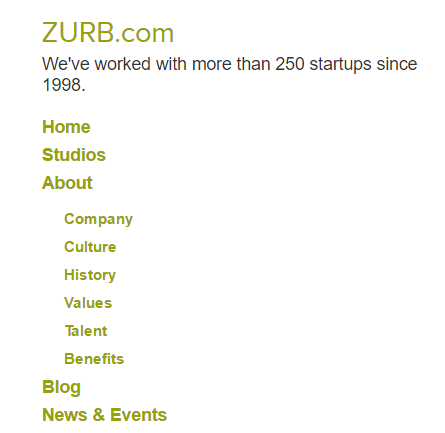 ZURB.com
We've worked with more than 250 startups since
1998.
Home
Studios
About
Company
Culture
History
Values
Talent
Benefits
Blog
News & Events